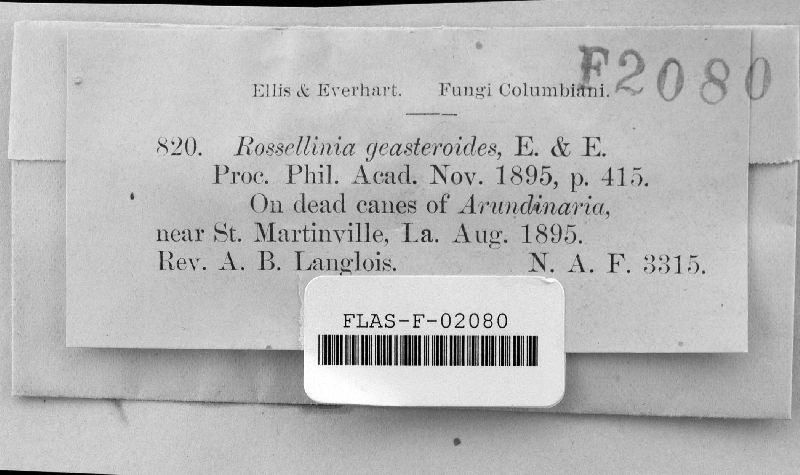 F2080
Ellis & Everhart. Fungi Columbiani.
820. Rossellinia geasteroides, E. & E.
Proc. Phil. Acad. Nov. 1895, p. 415.
On dead canes of Arundinaria,
near St. Martinville, La. Aug. 1895.
Rev. A. B. Langlois. N. A. F. 3315.
FLAS-F-02080